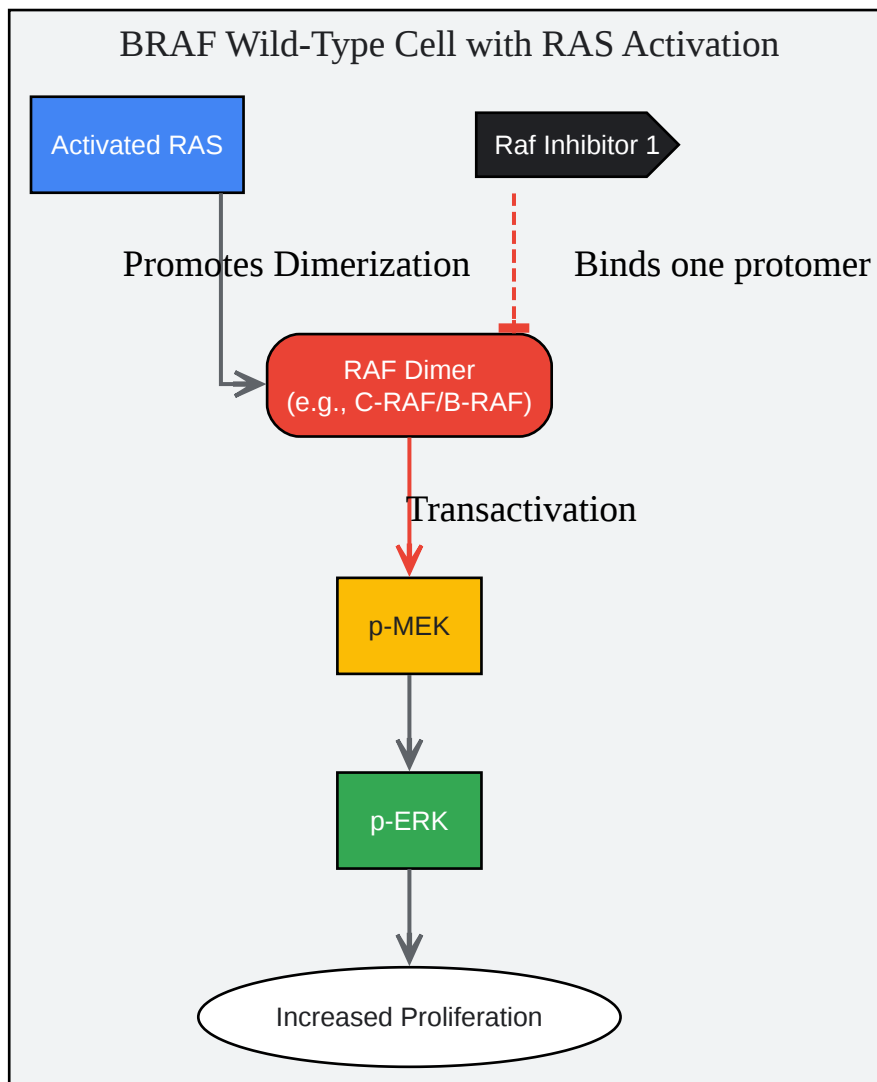 BRAF Wild-Type Cell with RAS Activation
Activated RAS
Raf Inhibitor 1
Promotes Dimerization
Binds one protomer
RAF Dimer
(e.g., C-RAF/B-RAF)
Transactivation
p-MEK
p-ERK
Increased Proliferation